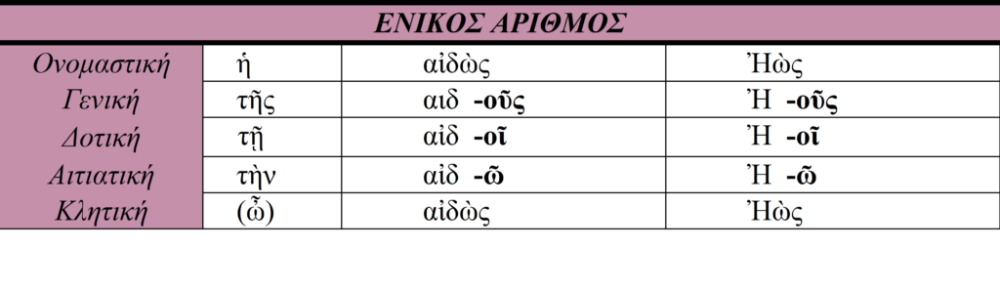 ΕΝΙΚΟΣ ΑΡΙΘΜΟΣ
Ονομαστική ἡ αἰδὼς Ἠὼς
Γενική τῆς αιδ -οῦς Ἠ -οῦς
Δοτική τῇ αἰδ -οῖ Ἠ -οῖ
Αιτιατική τὴν αἰδ -ῶ Ἠ -ῶ
Κλητική (ὦ) αἰδὼς Ἠὼς